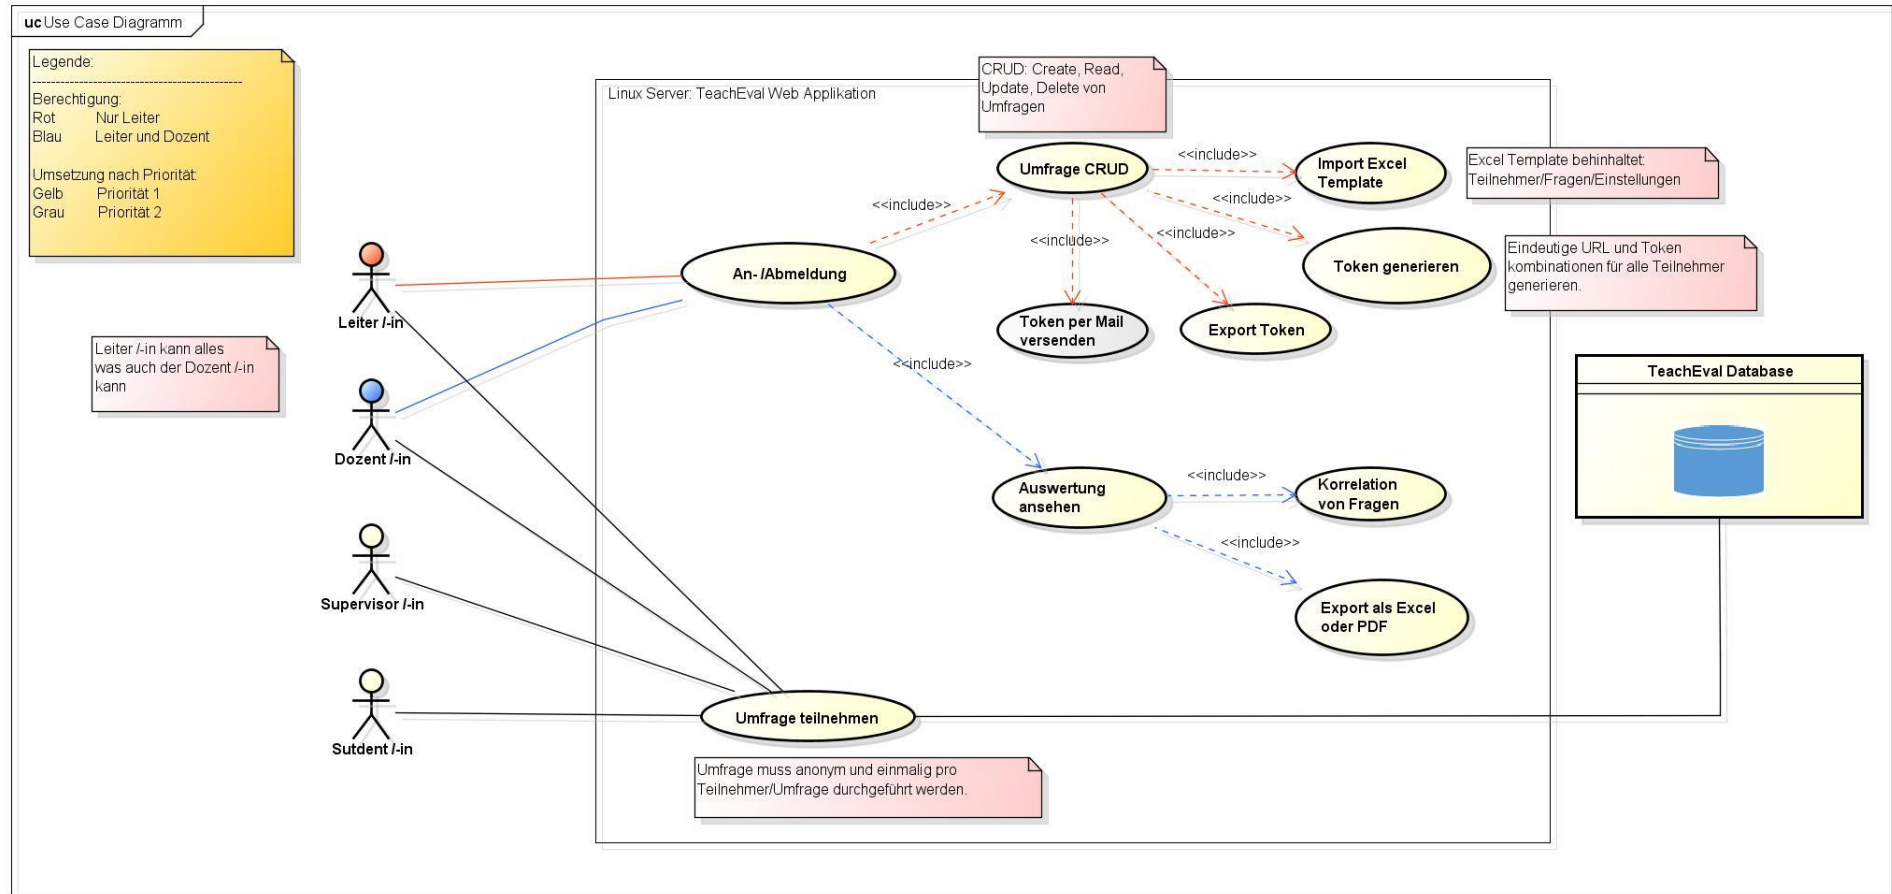 uc Use Case Diagramm
Legende:
----------------------------------------------
Berechtigung:
Rot Nur Leiter
Blau Leiter und Dozent
Umsetzung nach Priorität:
Gelb Priorität 1
Grau Priorität 2
Linux Server: TeachEval Web Applikation
CRUD: Create, Read,
Update, Delete von
Umfragen
Umfrage CRUD
<<include>>
Import Excel
Template
Excel Template behinhaltet:
Teilnehmer/Fragen/Einstellungen
<<include>>
<<include>>
<<include>>
<<include>>
Token generieren
Eindeutige URL und Token
kombinationen für alle Teilnehmer
generieren.
An- /Abmeldung
Leiter /-in
Token per Mail
versenden
Export Token
Leiter /-in kann alles
was auch der Dozent /-in
kann
<<include>>
TeachEval Database
Dozent /-in
Auswertung
ansehen
<<include>>
Korrelation
von Fragen
<<include>>
Export als Excel
oder PDF
Supervisor /-in
Umfrage teilnehmen
Sutdent /-in
Umfrage muss anonym und einmalig pro
Teilnehmer/Umfrage durchgeführt werden.